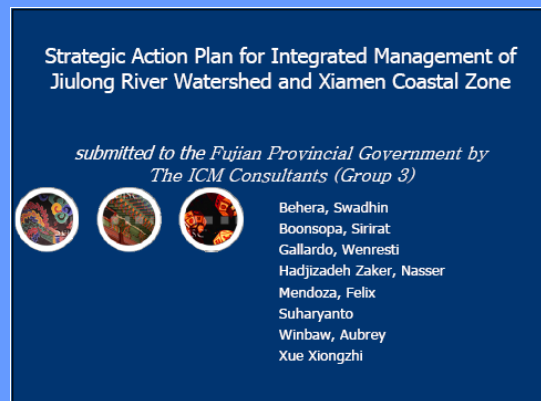 Strategic Action Plan for Integrated Management of
Jiulong River Watershed and Xiamen Coastal Zone
submitted to the Fujian Provincial Government by
The ICM Consultants (Group 3)
Behera, Swadhin
Boonsopa, Sirirat
Gallardo, Wenresti
Hadjizadeh Zaker, Nasser
Mendoza, Felix
Suharyanto
Winbaw, Aubrey
Xue Xiongzhi